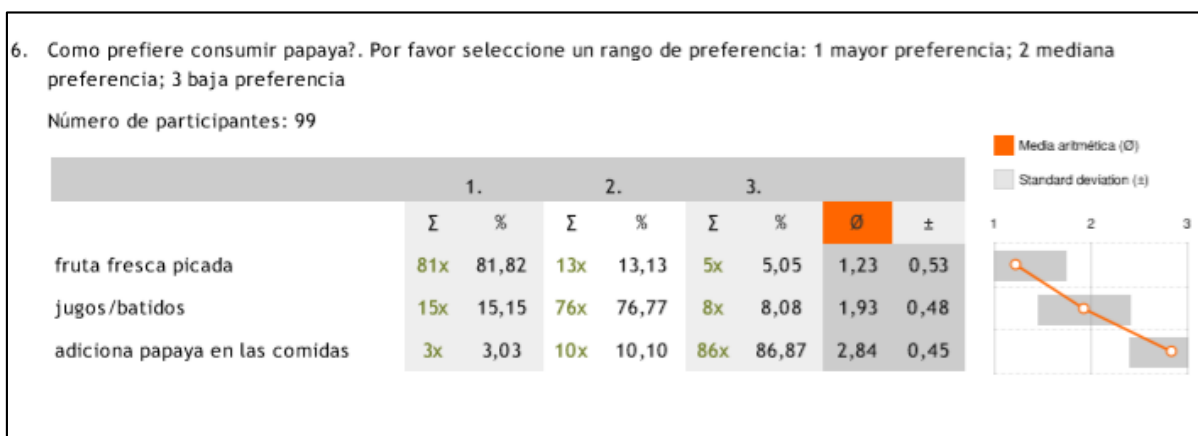 6. Como prefiere consumir papaya?. Por favor seleccione un rango de preferencia: 1 mayor preferencia; 2 mediana
preferencia; 3 baja preferencia
Número de participantes: 99
Media aritmética (Ø)
Standard deviation (±)
1. 2. 3.
Σ % Σ % Σ % Ø ±
1 2 3
fruta fresca picada 81x 81,82 13x 13,13 5x 5,05 1,23 0,53
jugos/batidos 15x 15,15 76x 76,77 8x 8,08 1,93 0,48
adiciona papaya en las comidas 3x 3,03 10x 10,10 86x 86,87 2,84 0,45